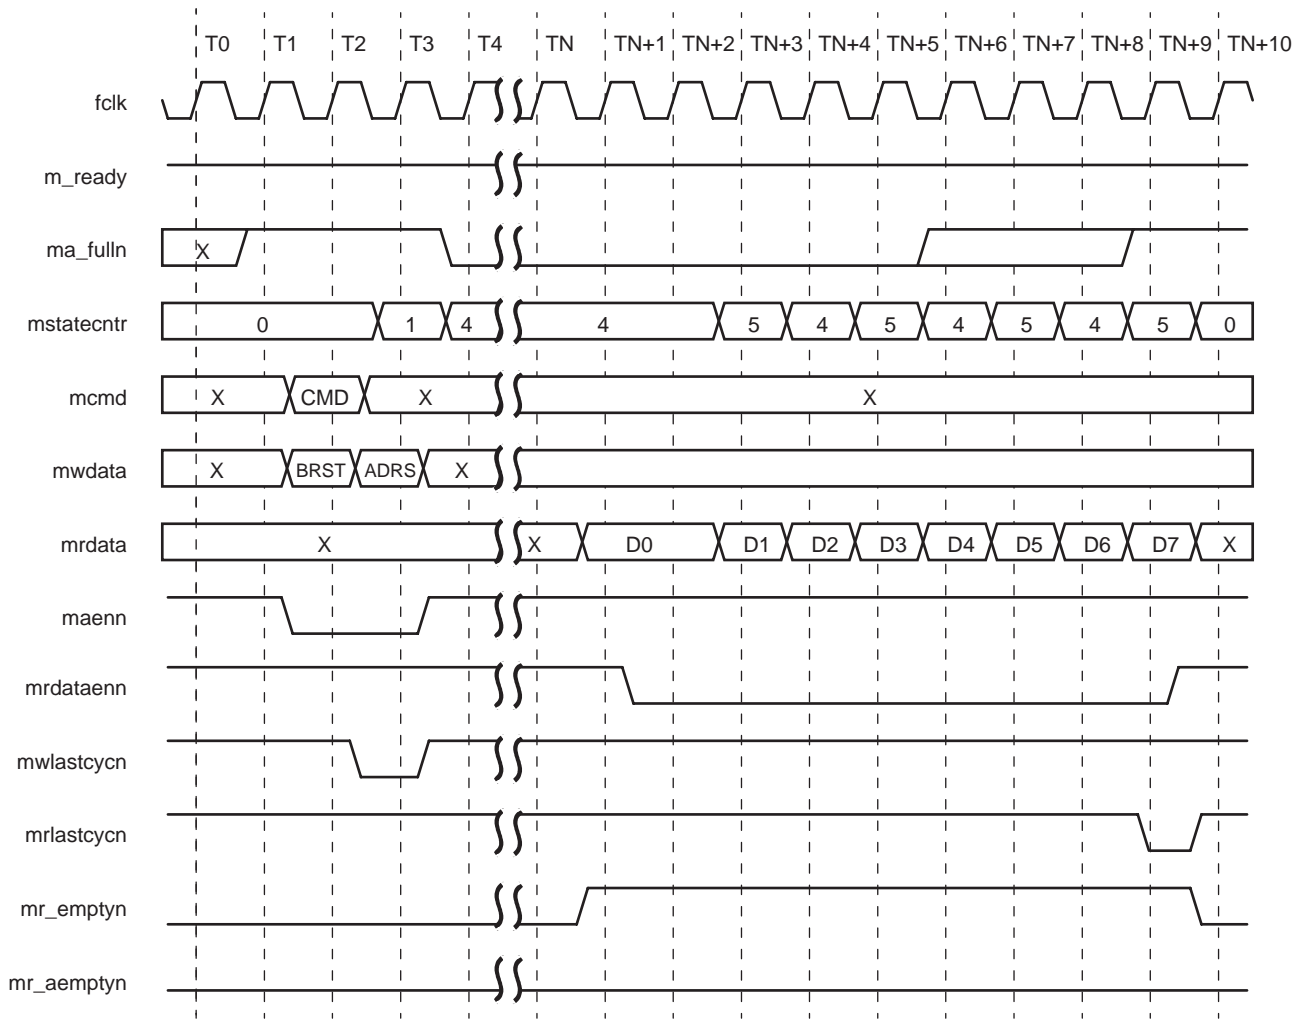 T0 T1 T2 T3 T4 TN TN+1 TN+2 TN+3 TN+4 TN+5 TN+6 TN+7 TN+8 TN+9 TN+10
fclk
m_ready
ma_fulln X
mstatecntr 0 1 4 4 5 4 5 4 5 4 5 0
mcmd X CMD X X
mwdata X BRST ADRS X
mrdata X X D0 D1 D2 D3 D4 D5 D6 D7 X
maenn
mrdataenn
mwlastcycn
mrlastcycn
mr_emptyn
mr_aemptyn